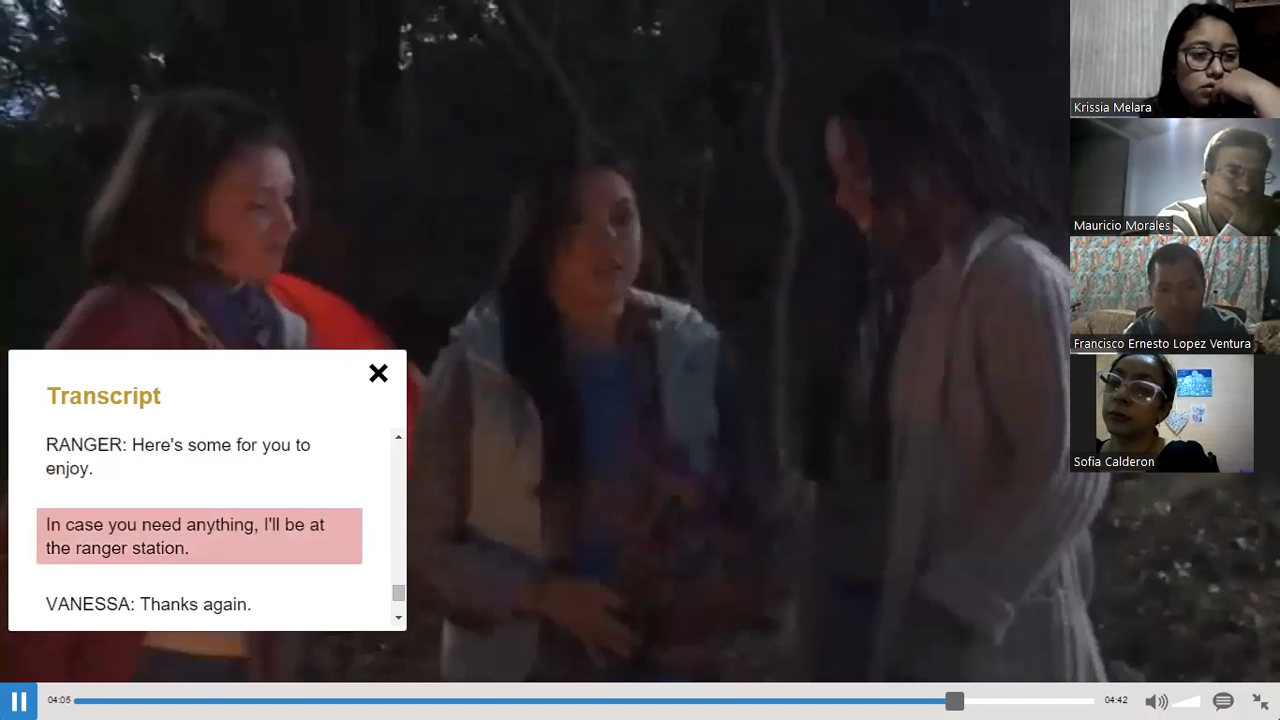 Krissia Melara
Mauricio Morales
Francisco Ernesto Lopez Ventura
Sofia Calderon
Transcript
RANGER: Here's some for you to
enjoy.
In case you need anything, I'll be at
the ranger station.
VANESSA: Thanks again.
04:05
04:42